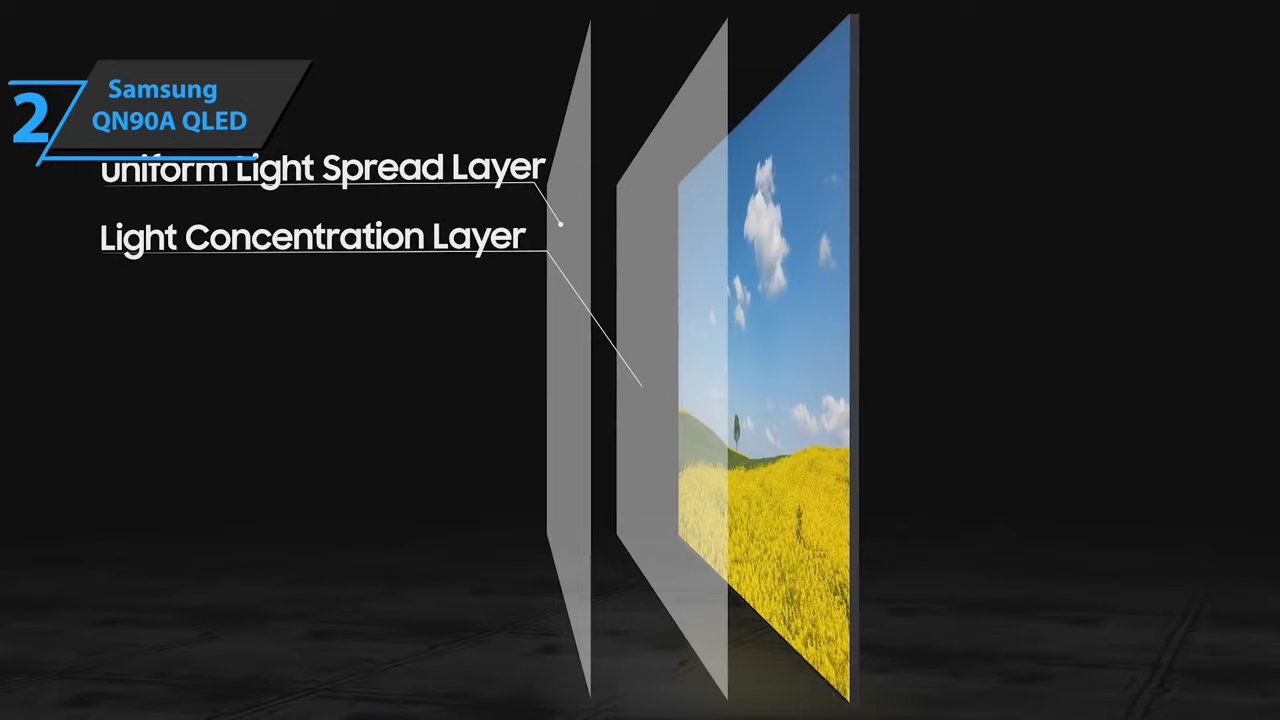 2
Samsung
QN90A QLED
Uniform Light Spread Layer
Light Concentration Layer